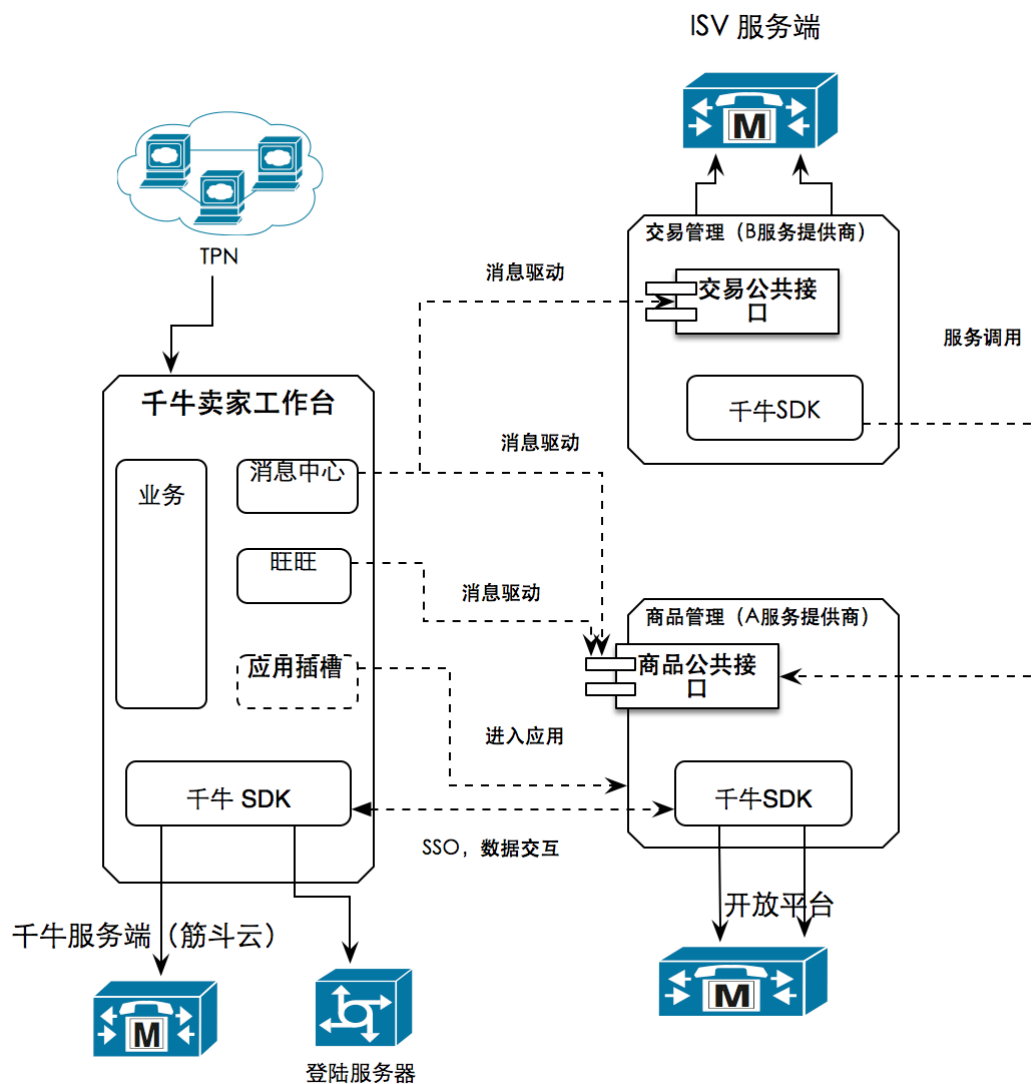 ISV 服务端
M
TPN
交易管理（B服务提供商）
消息驱动
交易公共接
口
服务调用
千牛卖家工作台
千牛SDK
消息驱动
消息中心
业务
旺旺
消息驱动
商品管理（A服务提供商）
应用插槽
商品公共接
口
进入应用
千牛 SDK
千牛SDK
SSO，数据交互
开放平台
千牛服务端（筋斗云）
M
M
登陆服务器